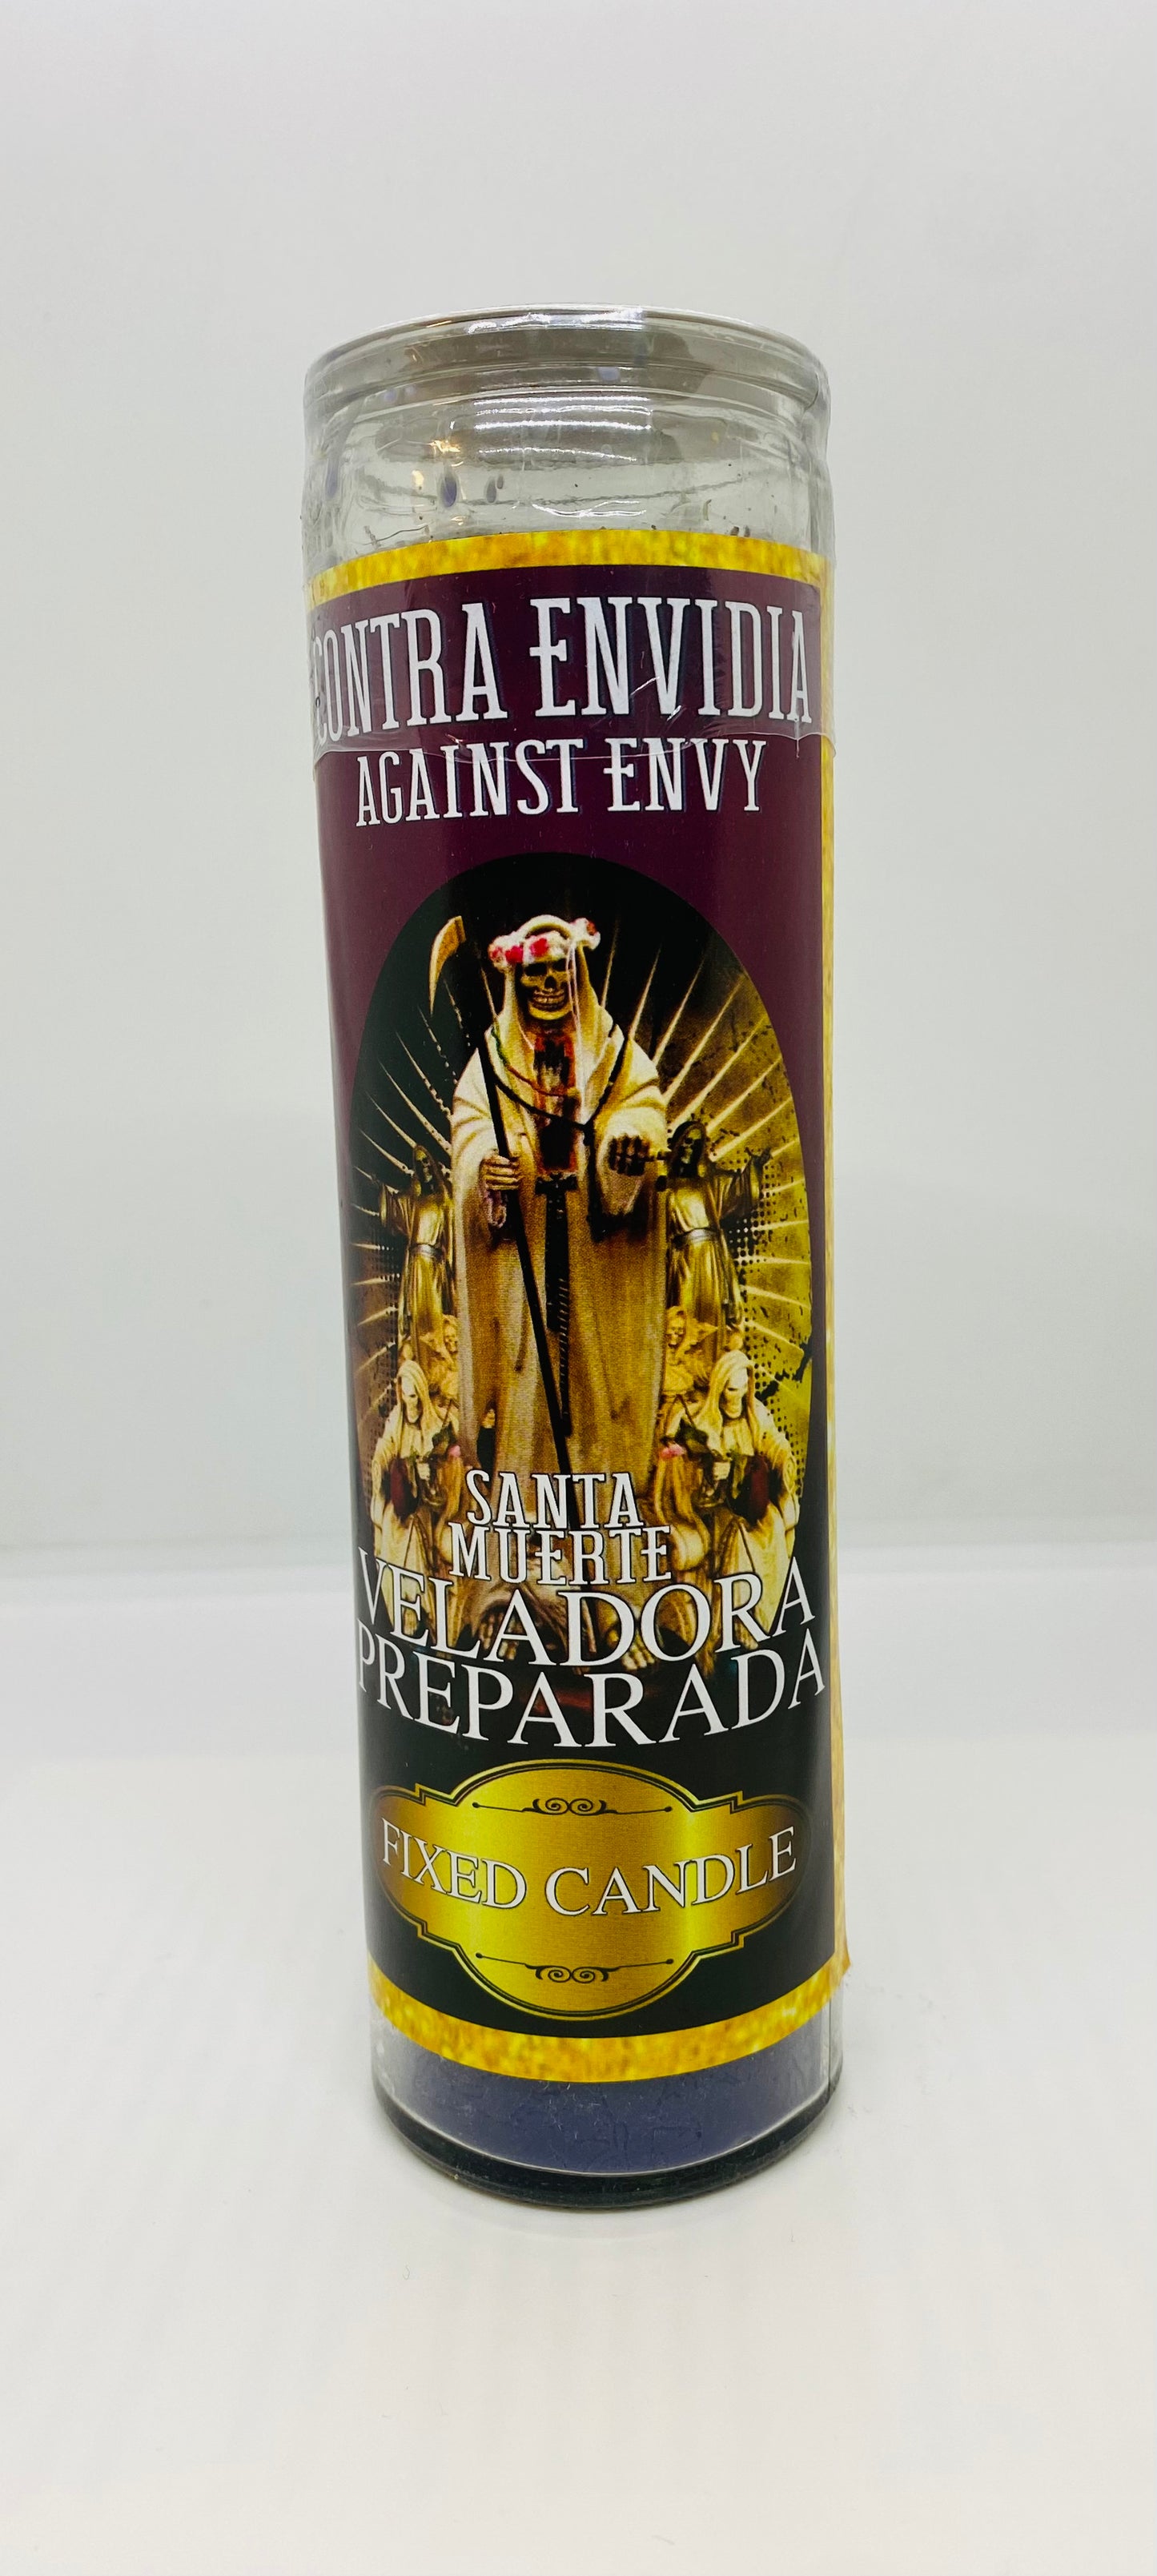 CONTRA ENVIDIA
AGAINST ENVY
SANTA
MUERTE
VELADORA
PREPARADA
FIXED CANDLE